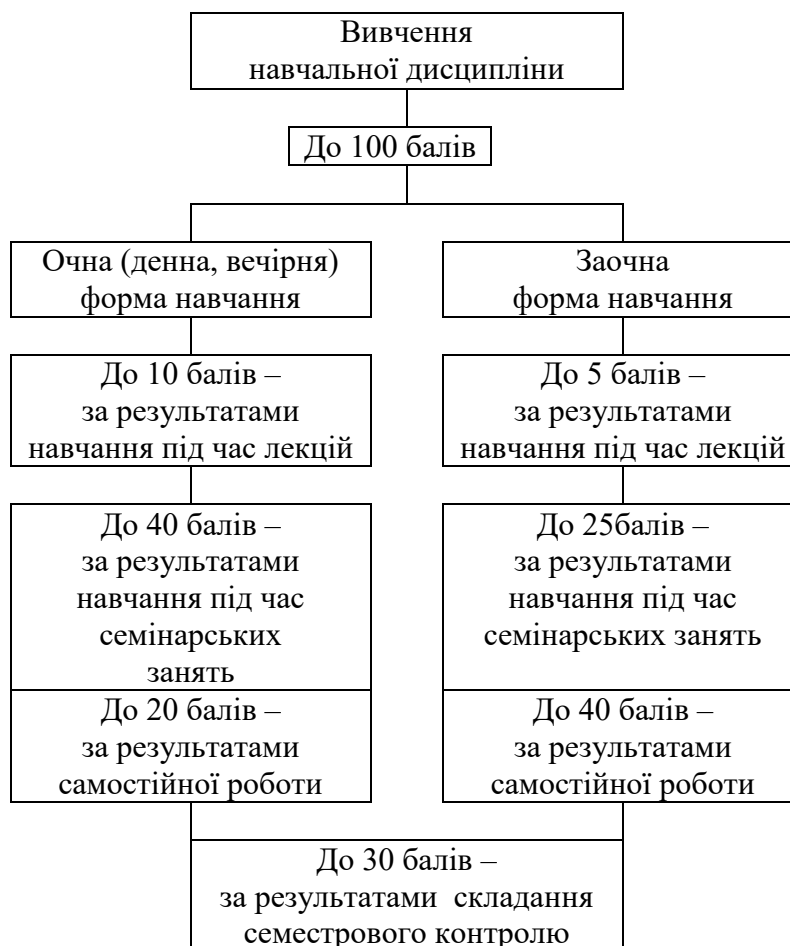 Вивчення
навчальної дисципліни
До 100 балів
Очна (денна, вечірня)
форма навчання
Заочна
форма навчання
До 10 балів –
за результатами
навчання під час лекцій
До 5 балів –
за результатами
навчання під час лекцій
До 40 балів –
за результатами
навчання під час
семінарських
занять
До 25балів –
за результатами
навчання під час
семінарських занять
До 20 балів –
за результатами
самостійної роботи
До 40 балів –
за результатами
самостійної роботи
До 30 балів –
за результатами складання
семестрового контролю